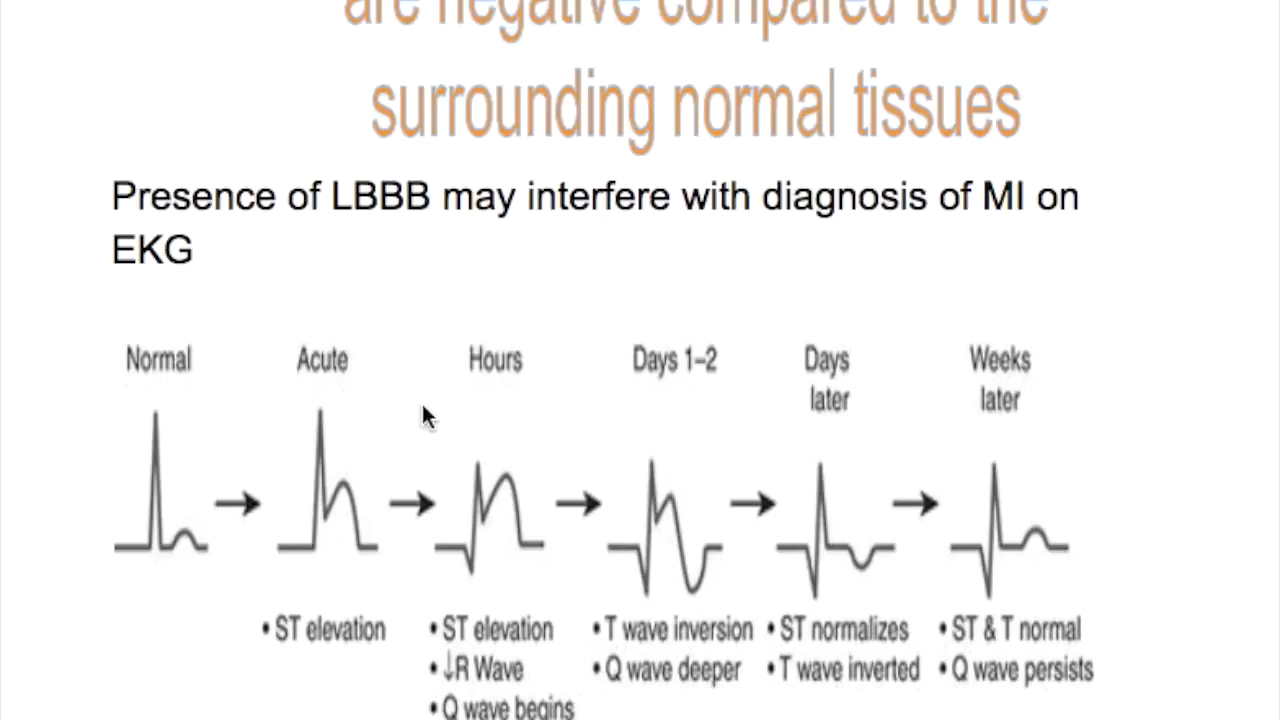 are negative compared to the
surrounding normal tissues
Presence of LBBB may interfere with diagnosis of MI on
EKG
Normal Acute Hours Days 1–2 Days later Weeks later
• ST elevation
• ST elevation
• ↓R Wave
• Q wave begins
• T wave inversion
• Q wave deeper
• ST normalizes
• T wave inverted
• ST & T normal
• Q wave persists